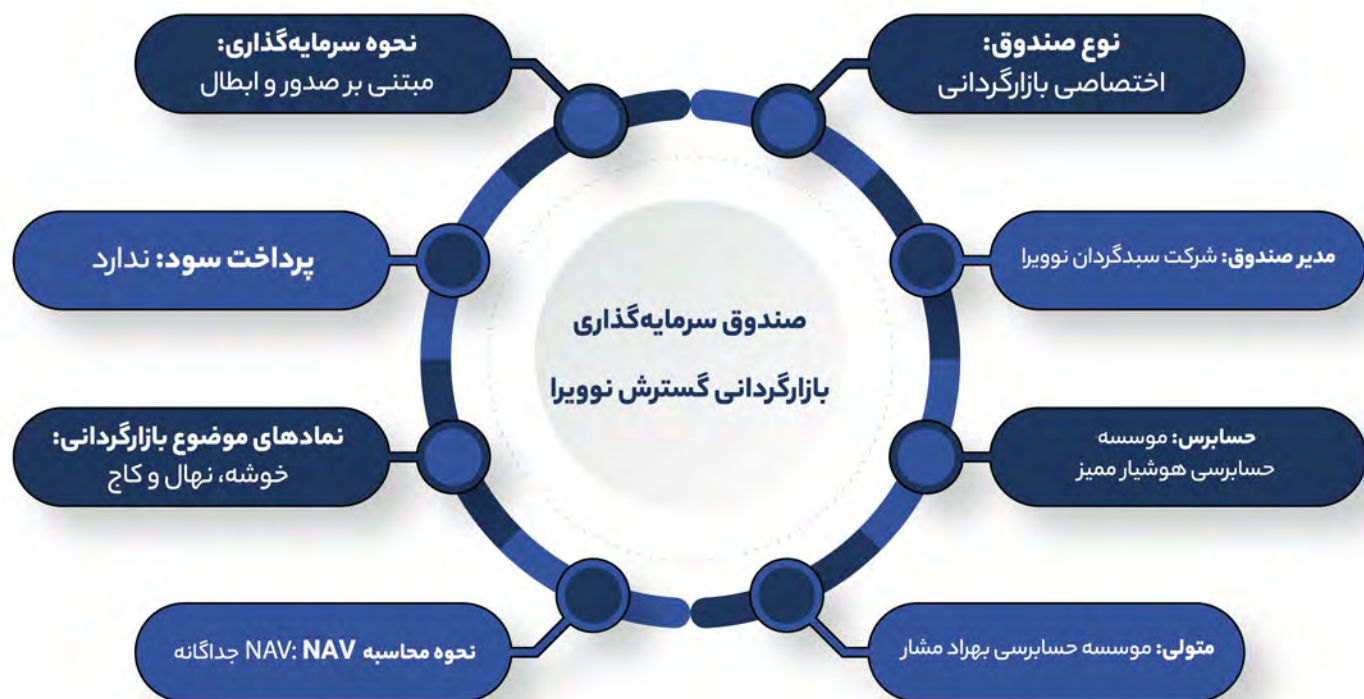 نوع صندوق:
اختصاصی بازارگردانی
مدیر صندوق: شرکت سبدگردان نوویرا
حسابرس: موسسه
حسابرسی هوشیار ممیز
متولی: موسسه حسابرسی بهراد مشار
صندوق سرمایه‌گذاری
بازارگردانی گسترش نوویرا
نحوه سرمایه‌گذاری:
مبتنی بر صدور و ابطال
پرداخت سود: ندارد
نمادهای موضوع بازارگردانی:
خوشه، نهال و کاج
نحوه محاسبه NAV: NAV جداگانه